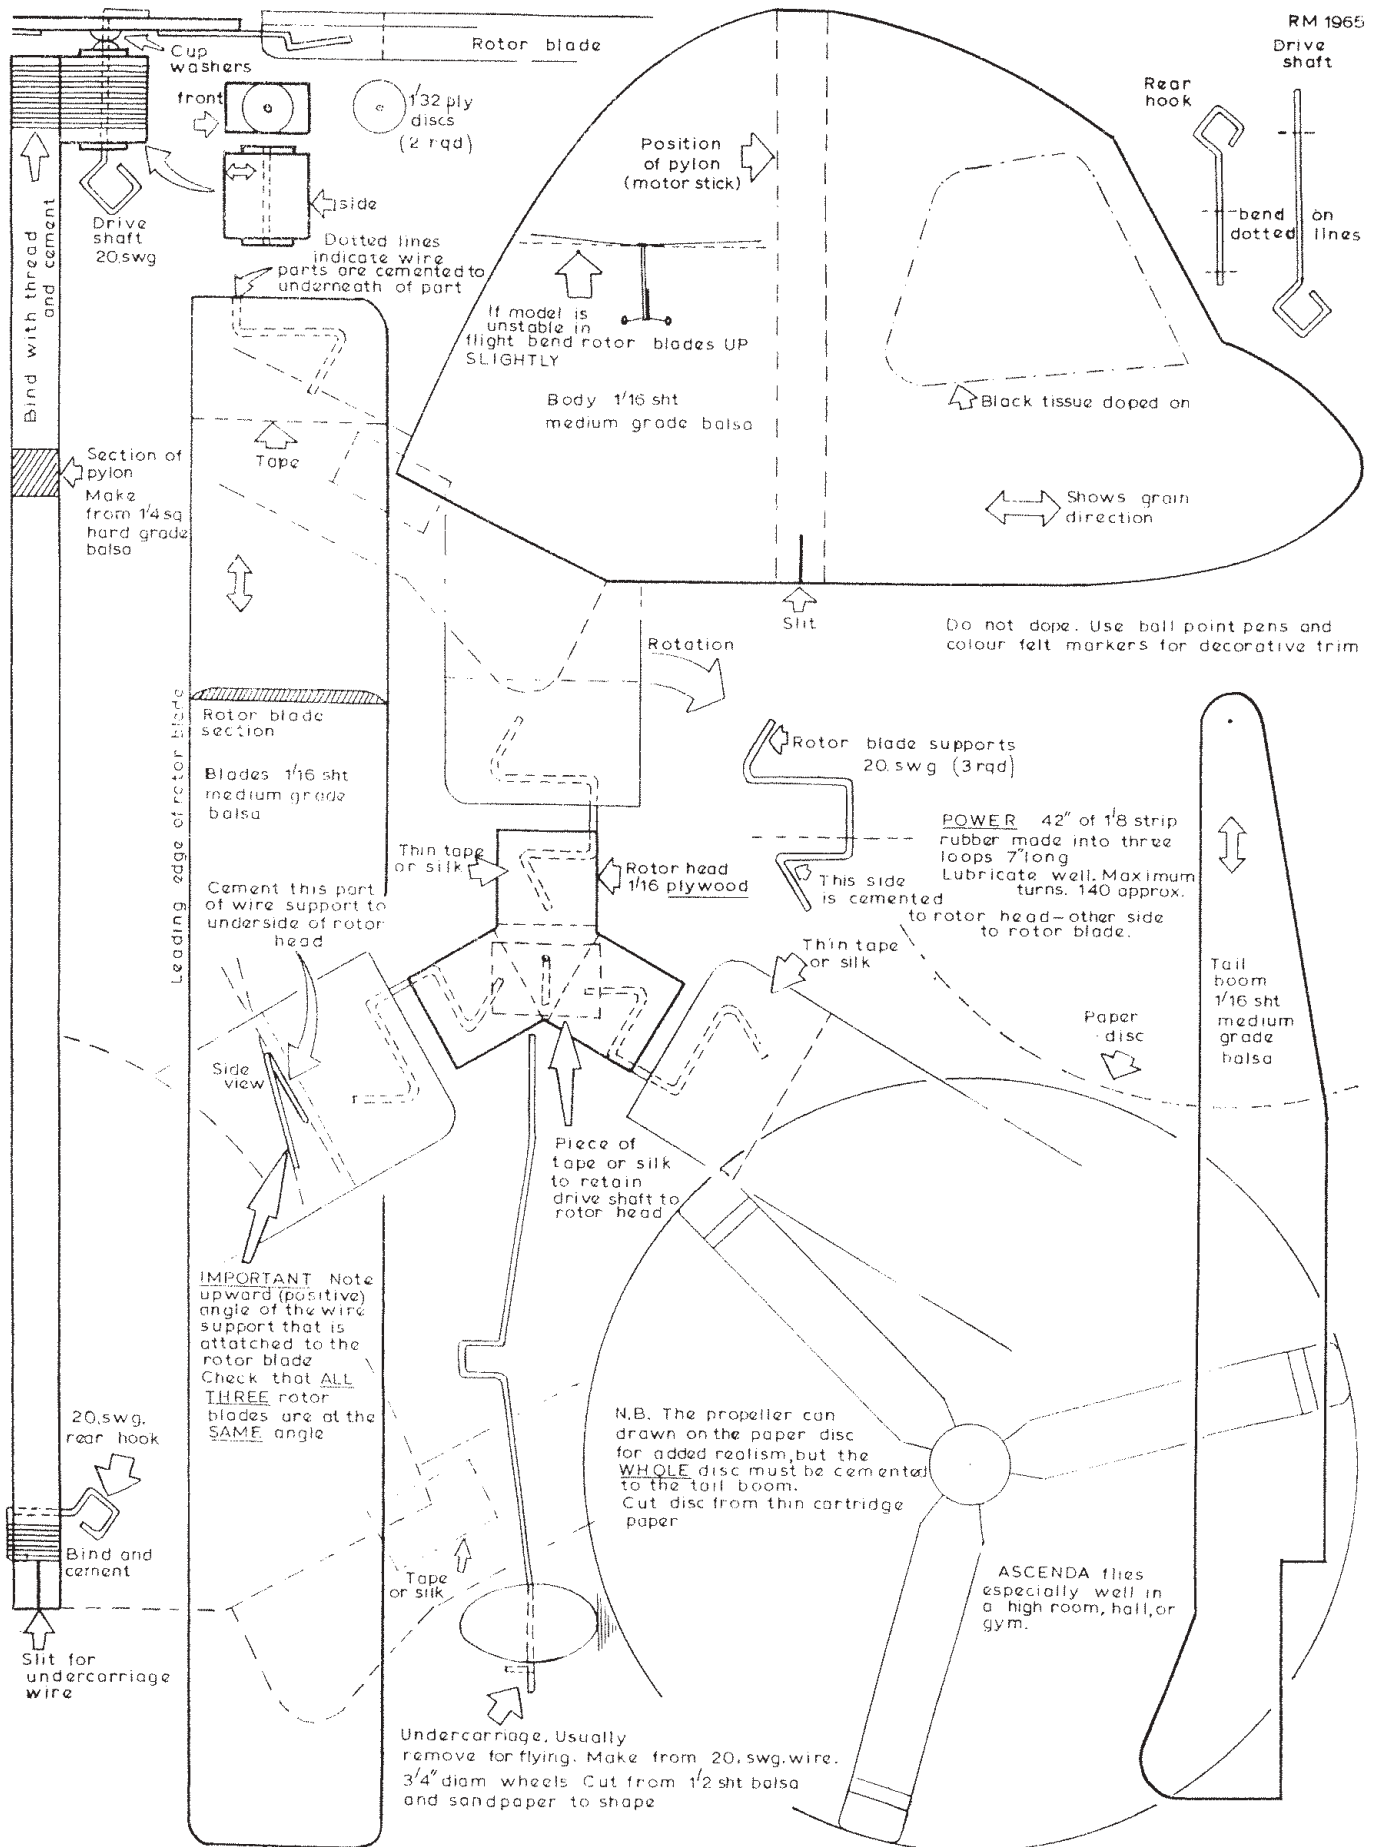 RM 1965
Rotor blade
Cup
washers
front
1/32 ply
discs
(2 rqd)
side
Drive
shaft
20.swg
Bind with thread
and cement
Dotted lines
indicate wire
parts are cemented to
underneath of part
Position
of pylon
(motor stick)
If model is
unstable in
flight bend rotor blades UP
SLIGHTLY
Body 1/16 sht
medium grade balsa
Drive
shaft
Rear
hook
bend on
dotted lines
Black tissue doped on
Shows grain
direction
Tape
Section of
pylon
Make
from 1/4 sq
hard grade
balsa
Slit
Do not dope. Use ball point pens and
colour felt markers for decorative trim
Rotation
Leading edge of rotor blade
Rotor blade
section
Blades 1/16 sht
medium grade
balsa
Rotor blade supports
20.swg (3 rqd)
This side
is cemented
to rotor head-other side
to rotor blade.
POWER 42" of 1/8 strip
rubber made into three
loops 7" long
Lubricate well. Maximum
turns. 140 approx.
Thin tape
or silk
Rotor head
1/16 plywood
Cement this part
of wire support to
underside of rotor
head
Thin tape
or silk
Tail
boom
1/16 sht
medium
grade
balsa
Paper
disc
Side
view
Piece of
tape or silk
to retain
drive shaft to
rotor head
IMPORTANT Note
upward (positive)
angle of the wire
support that is
attatched to the
rotor blade
Check that ALL
THREE rotor
blades are at the
SAME angle
20.swg.
rear hook
Bind and
cement
Slit for
undercarriage
wire
Tape
or silk
N.B. The propeller can
drawn on the paper disc
for added realism, but the
WHOLE disc must be cemented
to the tail boom.
Cut disc from thin cartridge
paper
ASCENDA flies
especially well in
a high room, hall, or
gym.
Undercarriage. Usually
remove for flying. Make from 20. swg. wire.
3/4" diam wheels Cut from 1/2 sht balsa
and sandpaper to shape